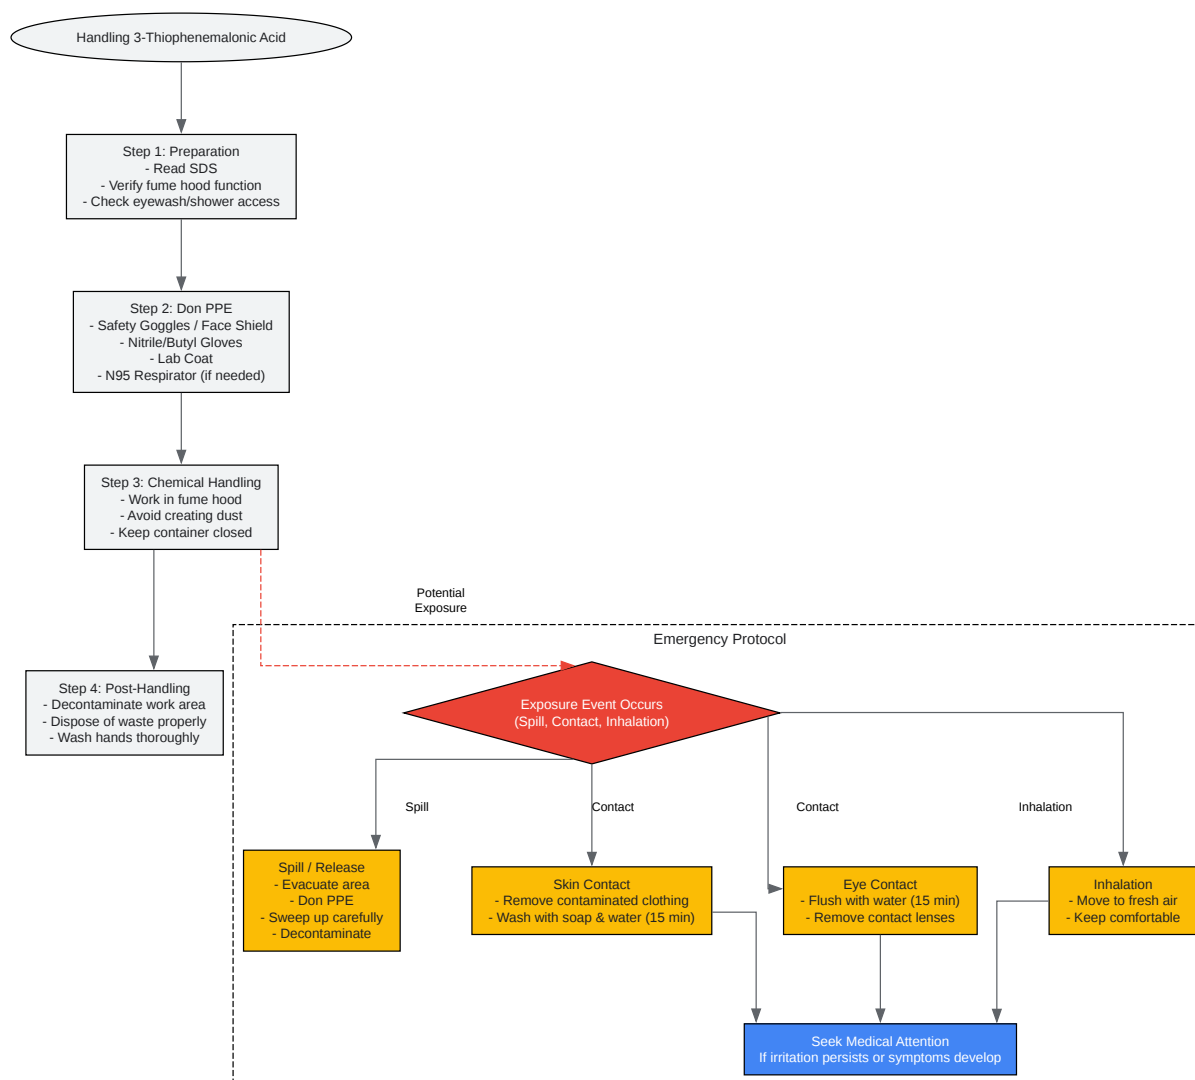 Handling 3-Thiophenemalonic Acid
Step 1: Preparation
- Read SDS
- Verify fume hood function
- Check eyewash/shower access
Step 2: Don PPE
- Safety Goggles / Face Shield
- Nitrile/Butyl Gloves
- Lab Coat
- N95 Respirator (if needed)
Step 3: Chemical Handling
- Work in fume hood
- Avoid creating dust
- Keep container closed
Potential
Exposure
Emergency Protocol
Step 4: Post-Handling
- Decontaminate work area
- Dispose of waste properly
- Wash hands thoroughly
Exposure Event Occurs
(Spill, Contact, Inhalation)
Spill
Contact
Contact
Inhalation
Spill / Release
- Evacuate area
- Don PPE
- Sweep up carefully
- Decontaminate
Skin Contact
- Remove contaminated clothing
- Wash with soap & water (15 min)
Eye Contact
- Flush with water (15 min)
- Remove contact lenses
Inhalation
- Move to fresh air
- Keep comfortable
Seek Medical Attention
If irritation persists or symptoms develop